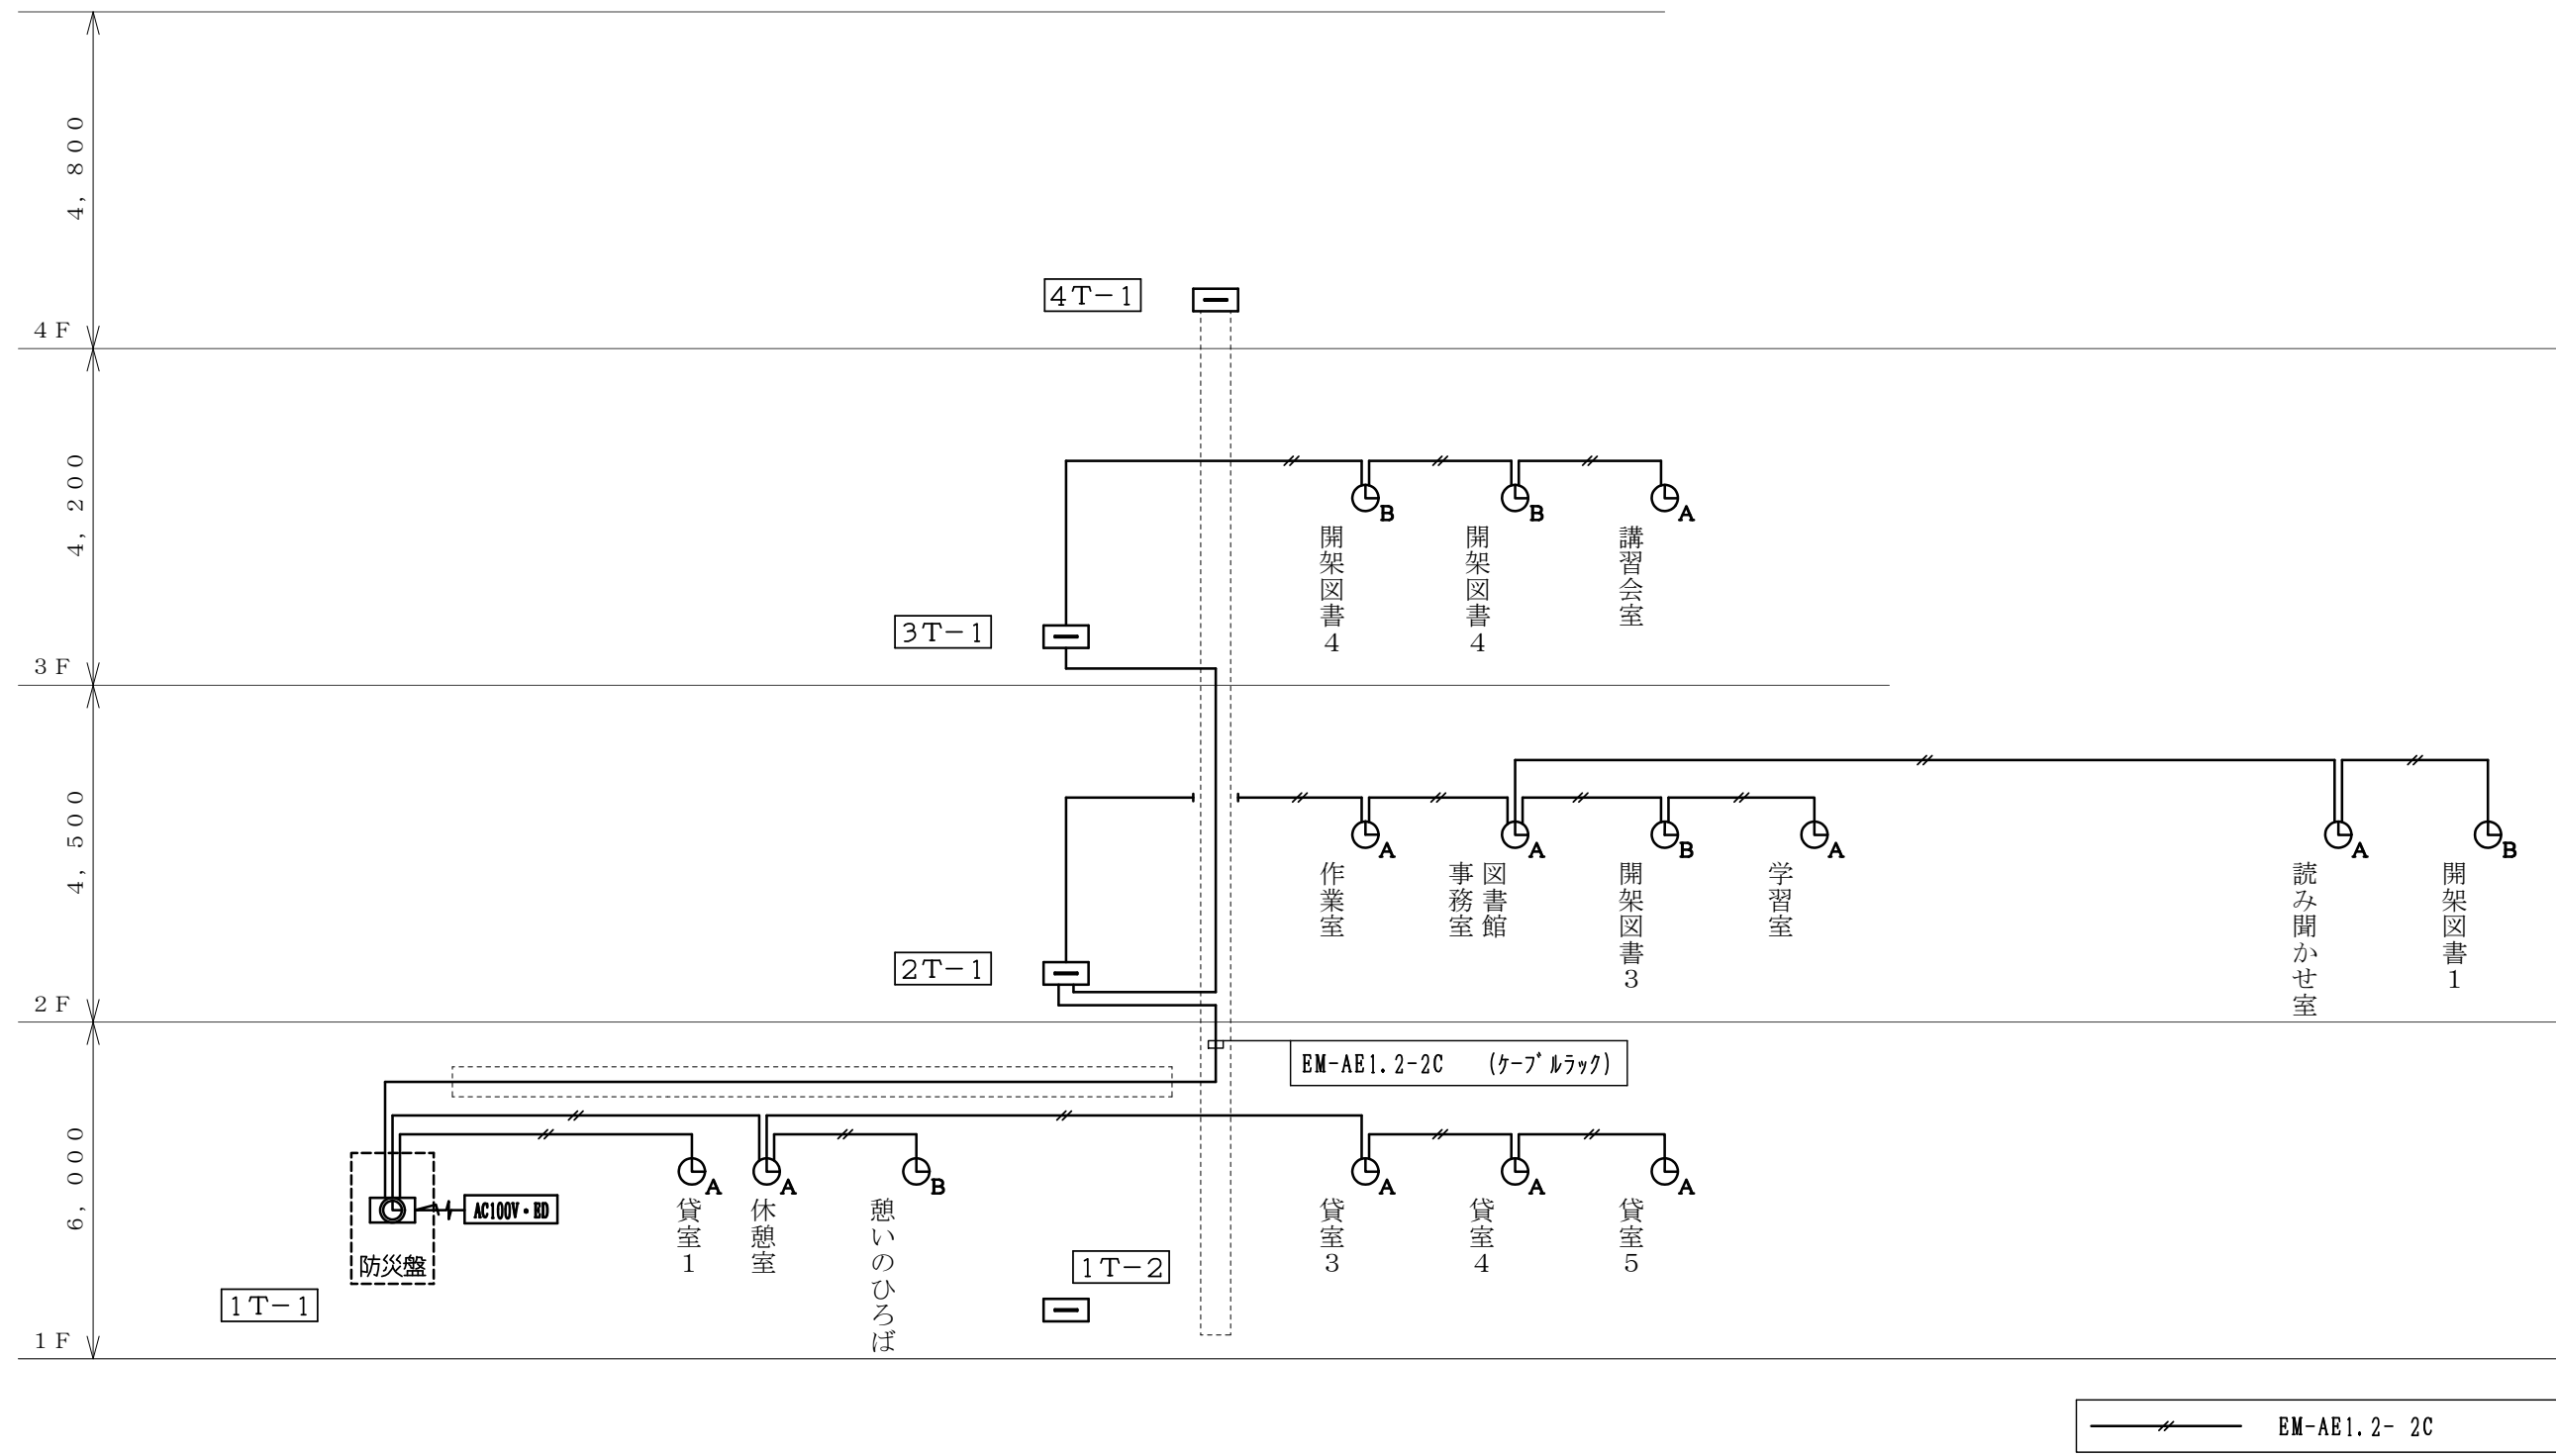 4,800
4T-1
4F
4,200
開架図書4
開架図書4
講習会室
B
B
A
3T-1
3F
4,500
A
A
B
A
A
B
作業室
図書館
事務室
開架図書3
学習室
読み聞かせ室
開架図書1
2T-1
2F
EM-AE1.2-2C (ケーブルラック)
6,000
A
A
B
A
A
A
AC100V・ED
貸室1
休憩室
憩いのひろば
貸室3
貸室4
貸室5
防災盤
1T-2
1T-1
1F
EM-AE1.2- 2C